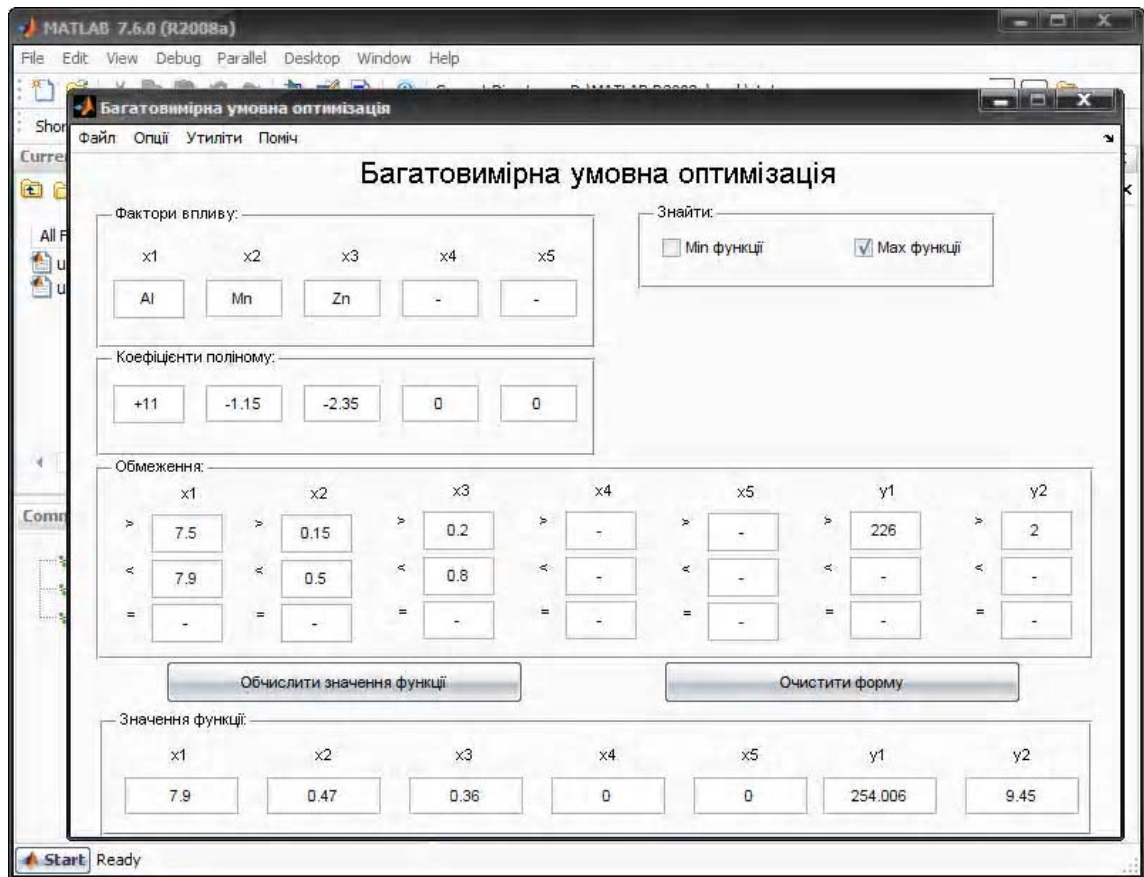 MATLAB 7.6.0 (R2008a)
File Edit View Debug Parallel Desktop Window Help
Багатовимірна умовна оптимізація
Shor
Файл Опції Утиліти Поміч
Curre
Багатовимірна умовна оптимізація
Фактори впливу:
Знайти:
All F
x1 x2 x3 x4 x5
Min функції Max функції
u
u
Al Mn Zn - -
Коефіцієнти поліному:
+11 -1.15 -2.35 0 0
Обмеження:
x1 x2 x3 x4 x5 y1 y2
Comm
> 7.5 > 0.15 > 0.2 > - > - > 226 > 2
< 7.9 < 0.5 < 0.8 < - < - < - < -
= - = - = - = - = - = - = -
Обчислити значення функції Очистити форму
Значення функції:
x1 x2 x3 x4 x5 y1 y2
7.9 0.47 0.36 0 0 254.006 9.45
Start Ready